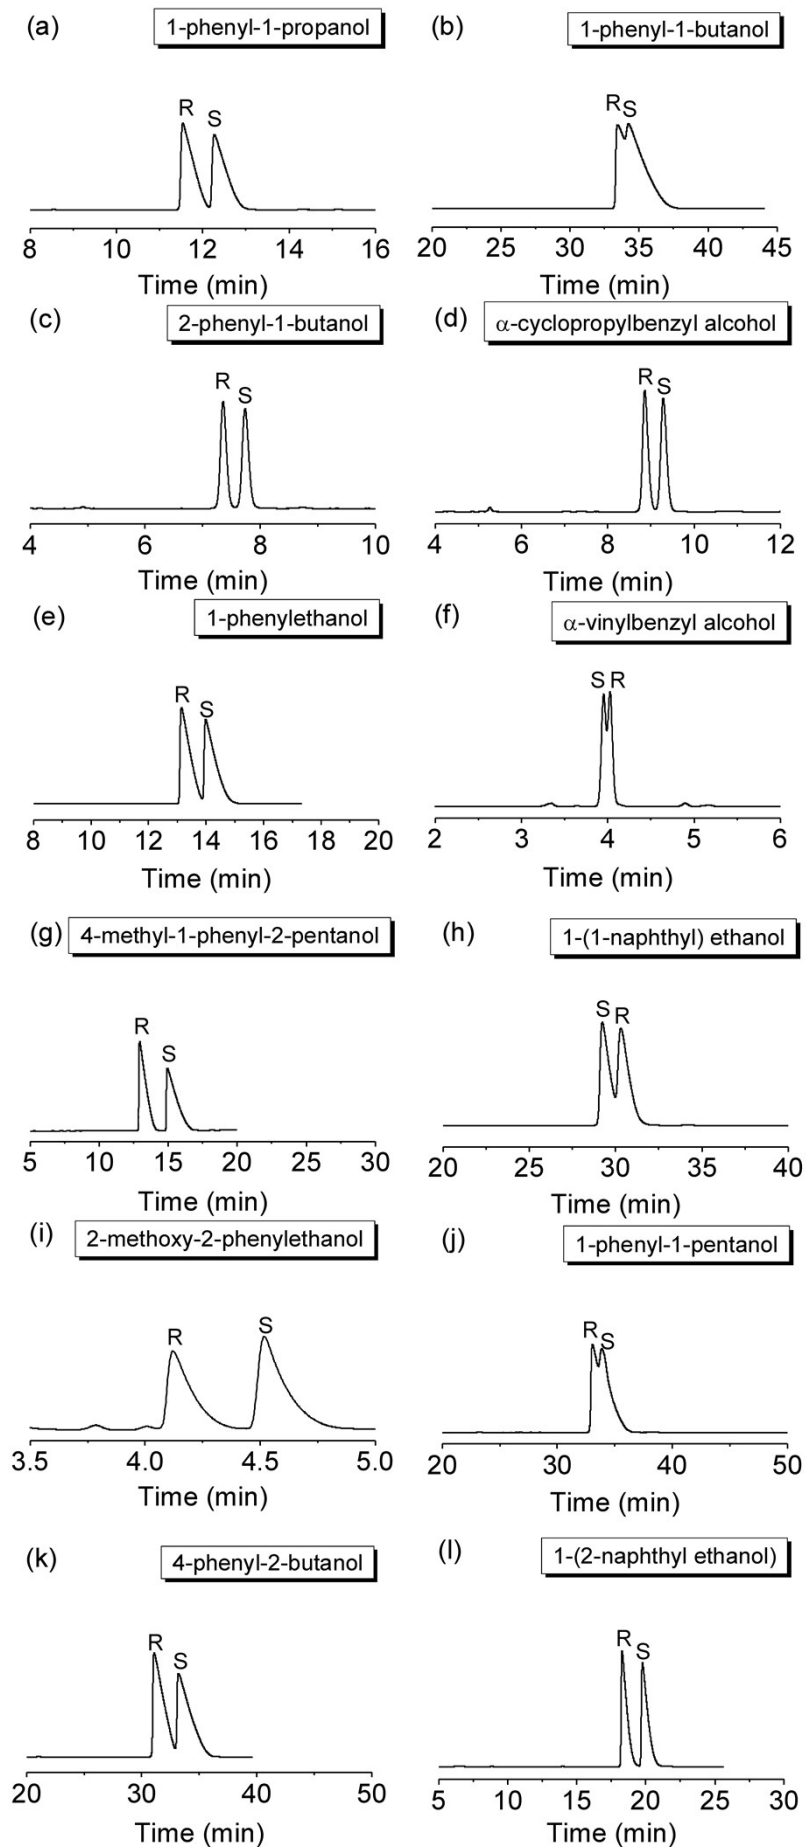 (a) 1-phenyl-1-propanol
R S
8 10 12 14 16
Time (min)
(b) 1-phenyl-1-butanol
R S
20 25 30 35 40 45
Time (min)
(c) 2-phenyl-1-butanol
R S
4 6 8 10
Time (min)
(d) α-cyclopropylbenzyl alcohol
R S
4 6 8 10 12
Time (min)
(e) 1-phenylethanol
R S
8 10 12 14 16 18 20
Time (min)
(f) α-vinylbenzyl alcohol
S R
2 3 4 5 6
Time (min)
(g) 4-methyl-1-phenyl-2-pentanol
R S
5 10 15 20 25 30
Time (min)
(h) 1-(1-naphthyl) ethanol
S R
20 25 30 35 40
Time (min)
(i) 2-methoxy-2-phenylethanol
R S
3.5 4.0 4.5 5.0
Time (min)
(j) 1-phenyl-1-pentanol
R S
20 30 40 50
Time (min)
(k) 4-phenyl-2-butanol
R S
20 30 40 50
Time (min)
(l) 1-(2-naphthyl ethanol)
R S
5 10 15 20 25 30
Time (min)